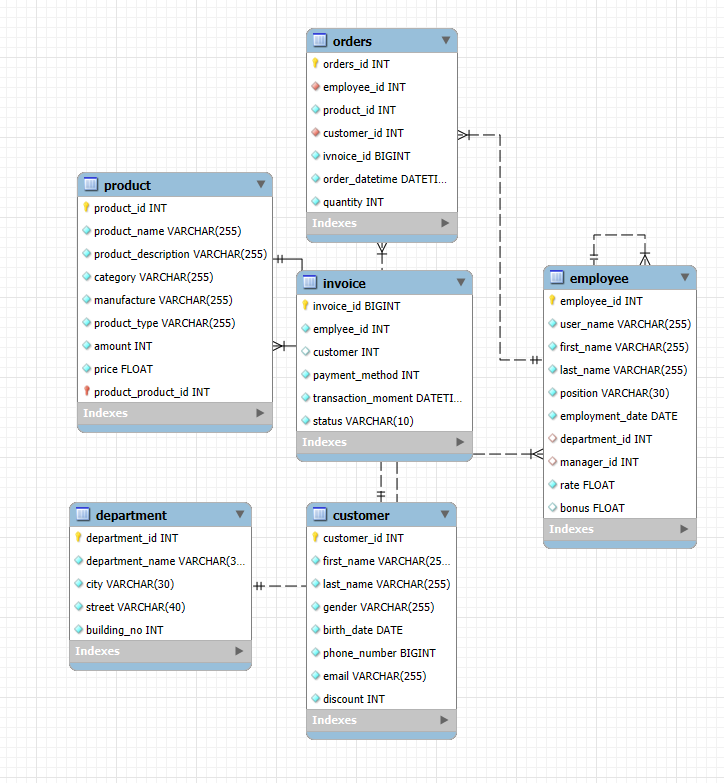 orders
orders_id INT
employee_id INT
product_id INT
customer_id INT
ivnoice_id BIGINT
order_datetime DATETI...
quantity INT
Indexes
product
product_id INT
product_name VARCHAR(255)
product_description VARCHAR(255)
category VARCHAR(255)
manufacture VARCHAR(255)
product_type VARCHAR(255)
amount INT
price FLOAT
product_product_id INT
Indexes
invoice
invoice_id BIGINT
emplyee_id INT
customer INT
payment_method INT
transaction_moment DATETI...
status VARCHAR(10)
Indexes
employee
employee_id INT
user_name VARCHAR(255)
first_name VARCHAR(255)
last_name VARCHAR(255)
position VARCHAR(30)
employment_date DATE
department_id INT
manager_id INT
rate FLOAT
bonus FLOAT
Indexes
department
department_id INT
department_name VARCHAR(3...
city VARCHAR(30)
street VARCHAR(40)
building_no INT
Indexes
customer
customer_id INT
first_name VARCHAR(25...
last_name VARCHAR(255)
gender VARCHAR(255)
birth_date DATE
phone_number BIGINT
email VARCHAR(255)
discount INT
Indexes